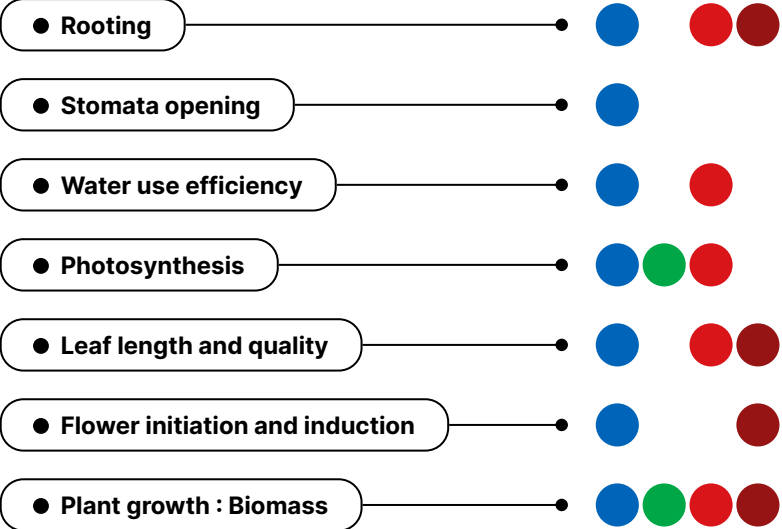 Rooting
Stomata opening
Water use efficiency
Photosynthesis
Leaf length and quality
Flower initiation and induction
Plant growth : Biomass